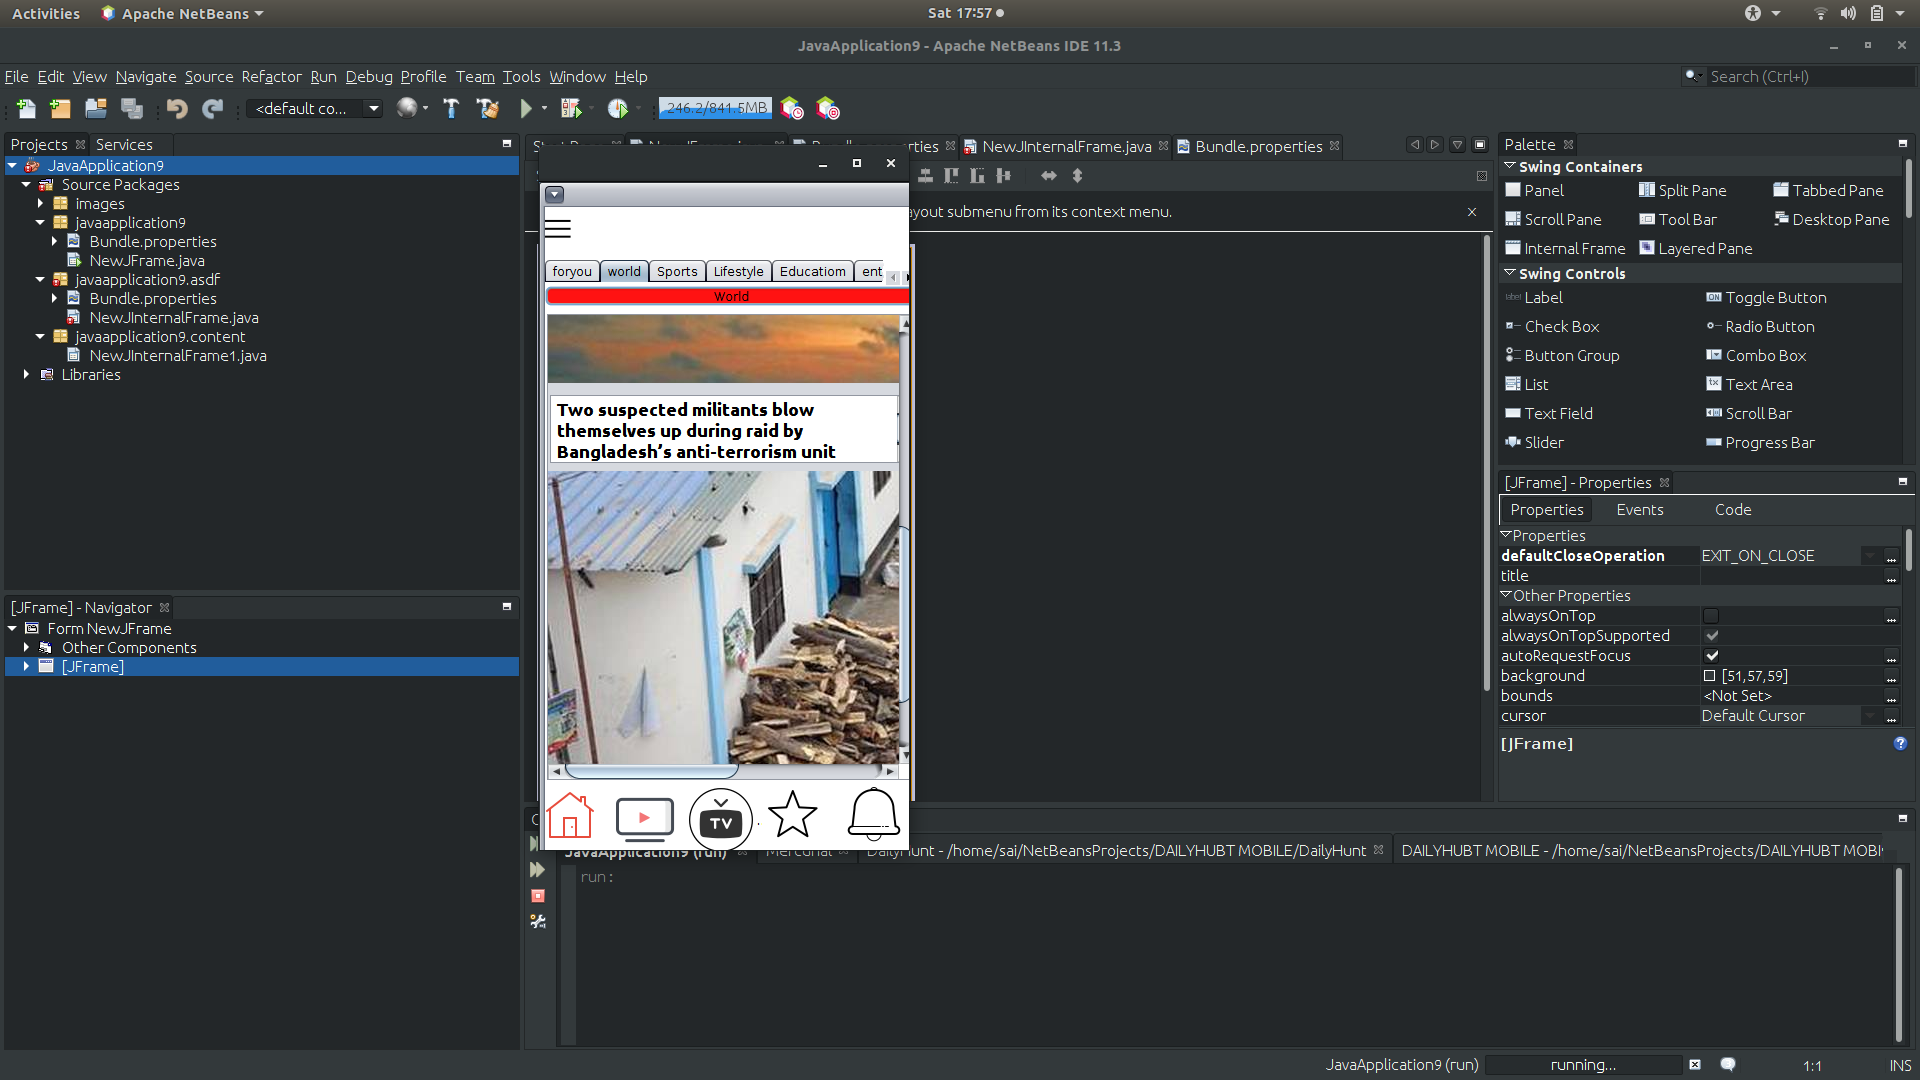 Activities Apache NetBeans Sat 17:57
JavaApplication9 - Apache NetBeans IDE 11.3
File Edit View Navigate Source Refactor Run Debug Profile Team Tools Window Help Search (Ctrl+I)
<default co... 246.2/841.5MB
Projects Services
JavaApplication9
Source Packages
images
javaapplication9
Bundle.properties
NewJFrame.java
javaapplication9.asdf
Bundle.properties
NewJInternalFrame.java
javaapplication9.content
NewJInternalFrame1.java
Libraries
[JFrame] - Navigator
Form NewJFrame
Other Components
[JFrame]
NewJInternalFrame.java Bundle.properties
ayout submenu from its context menu.
foryou world Sports Lifestyle Educatiom ent
World
Two suspected militants blow
themselves up during raid by
Bangladesh's anti-terrorism unit
TV
JavaApplication9 (run) Mercurial DailyHunt - /home/sai/NetBeansProjects/DAILYHUBT MOBILE/DailyHunt DAILYHUBT MOBILE - /home/sai/NetBeansProjects/DAILYHUBT MOBI
run:
Palette
Swing Containers
Panel Split Pane Tabbed Pane
Scroll Pane Tool Bar Desktop Pane
Internal Frame Layered Pane
Swing Controls
Label Toggle Button
Check Box Radio Button
Button Group Combo Box
List Text Area
Text Field Scroll Bar
Slider Progress Bar
[JFrame] - Properties
Properties Events Code
Properties
defaultCloseOperation EXIT_ON_CLOSE ...
title ...
Other Properties
alwaysOnTop ...
alwaysOnTopSupported
autoRequestFocus ...
background [51,57,59] ...
bounds <Not Set> ...
cursor Default Cursor ...
[JFrame]
JavaApplication9 (run) running... 1:1 INS